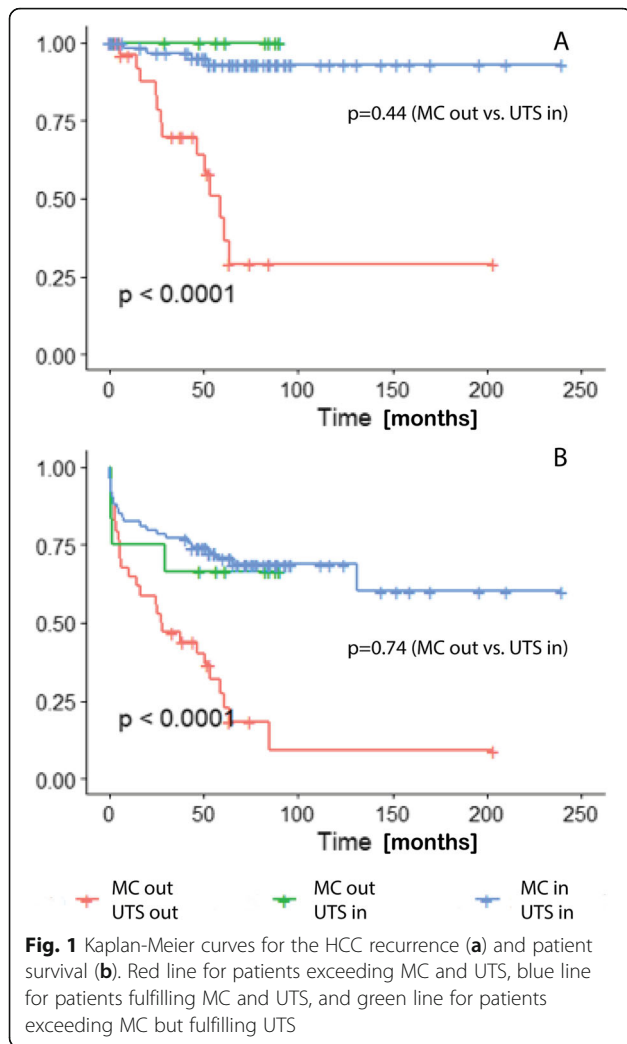 A
1.00
0.75
0.50
0.25
0.00
p=0.44 (MC out vs. UTS in)
p < 0.0001
0 50 100 150 200 250
Time [months]
B
1.00
0.75
0.50
0.25
0.00
p=0.74 (MC out vs. UTS in)
p < 0.0001
0 50 100 150 200 250
Time [months]
MC out MC out MC in
UTS out UTS in UTS in
Fig. 1 Kaplan-Meier curves for the HCC recurrence (a) and patient
survival (b). Red line for patients exceeding MC and UTS, blue line
for patients fulfilling MC and UTS, and green line for patients
exceeding MC but fulfilling UTS